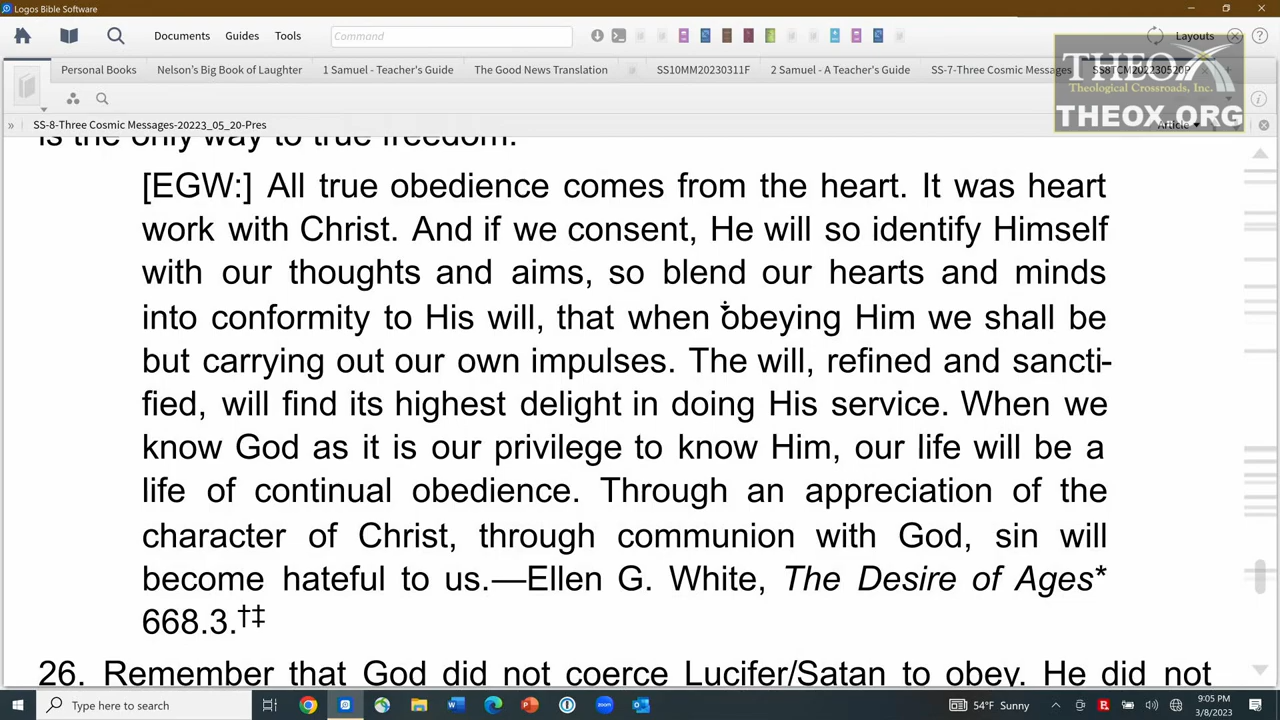 Logos Bible Software
Documents Guides Tools Command Layouts
Personal Books Nelson's Big Book of Laughter 1 Samuel Teachers The Good News Translation SS10MM20230311F 2 Samuel - A Teacher's Guide SS-7-Three Cosmic Messages SS8TCM202230520P
THEOX
Theological Crossroads, Inc.
THEOX.ORG
SS-8-Three Cosmic Messages-20223_05_20-Pres Article
is the only way to true freedom.
[EGW:] All true obedience comes from the heart. It was heart
work with Christ. And if we consent, He will so identify Himself
with our thoughts and aims, so blend our hearts and minds
into conformity to His will, that when obeying Him we shall be
but carrying out our own impulses. The will, refined and sancti-
fied, will find its highest delight in doing His service. When we
know God as it is our privilege to know Him, our life will be a
life of continual obedience. Through an appreciation of the
character of Christ, through communion with God, sin will
become hateful to us.—Ellen G. White, The Desire of Ages*
668.3.†‡
26. Remember that God did not coerce Lucifer/Satan to obey. He did not
Type here to search 54°F Sunny 9:05 PM
3/8/2023